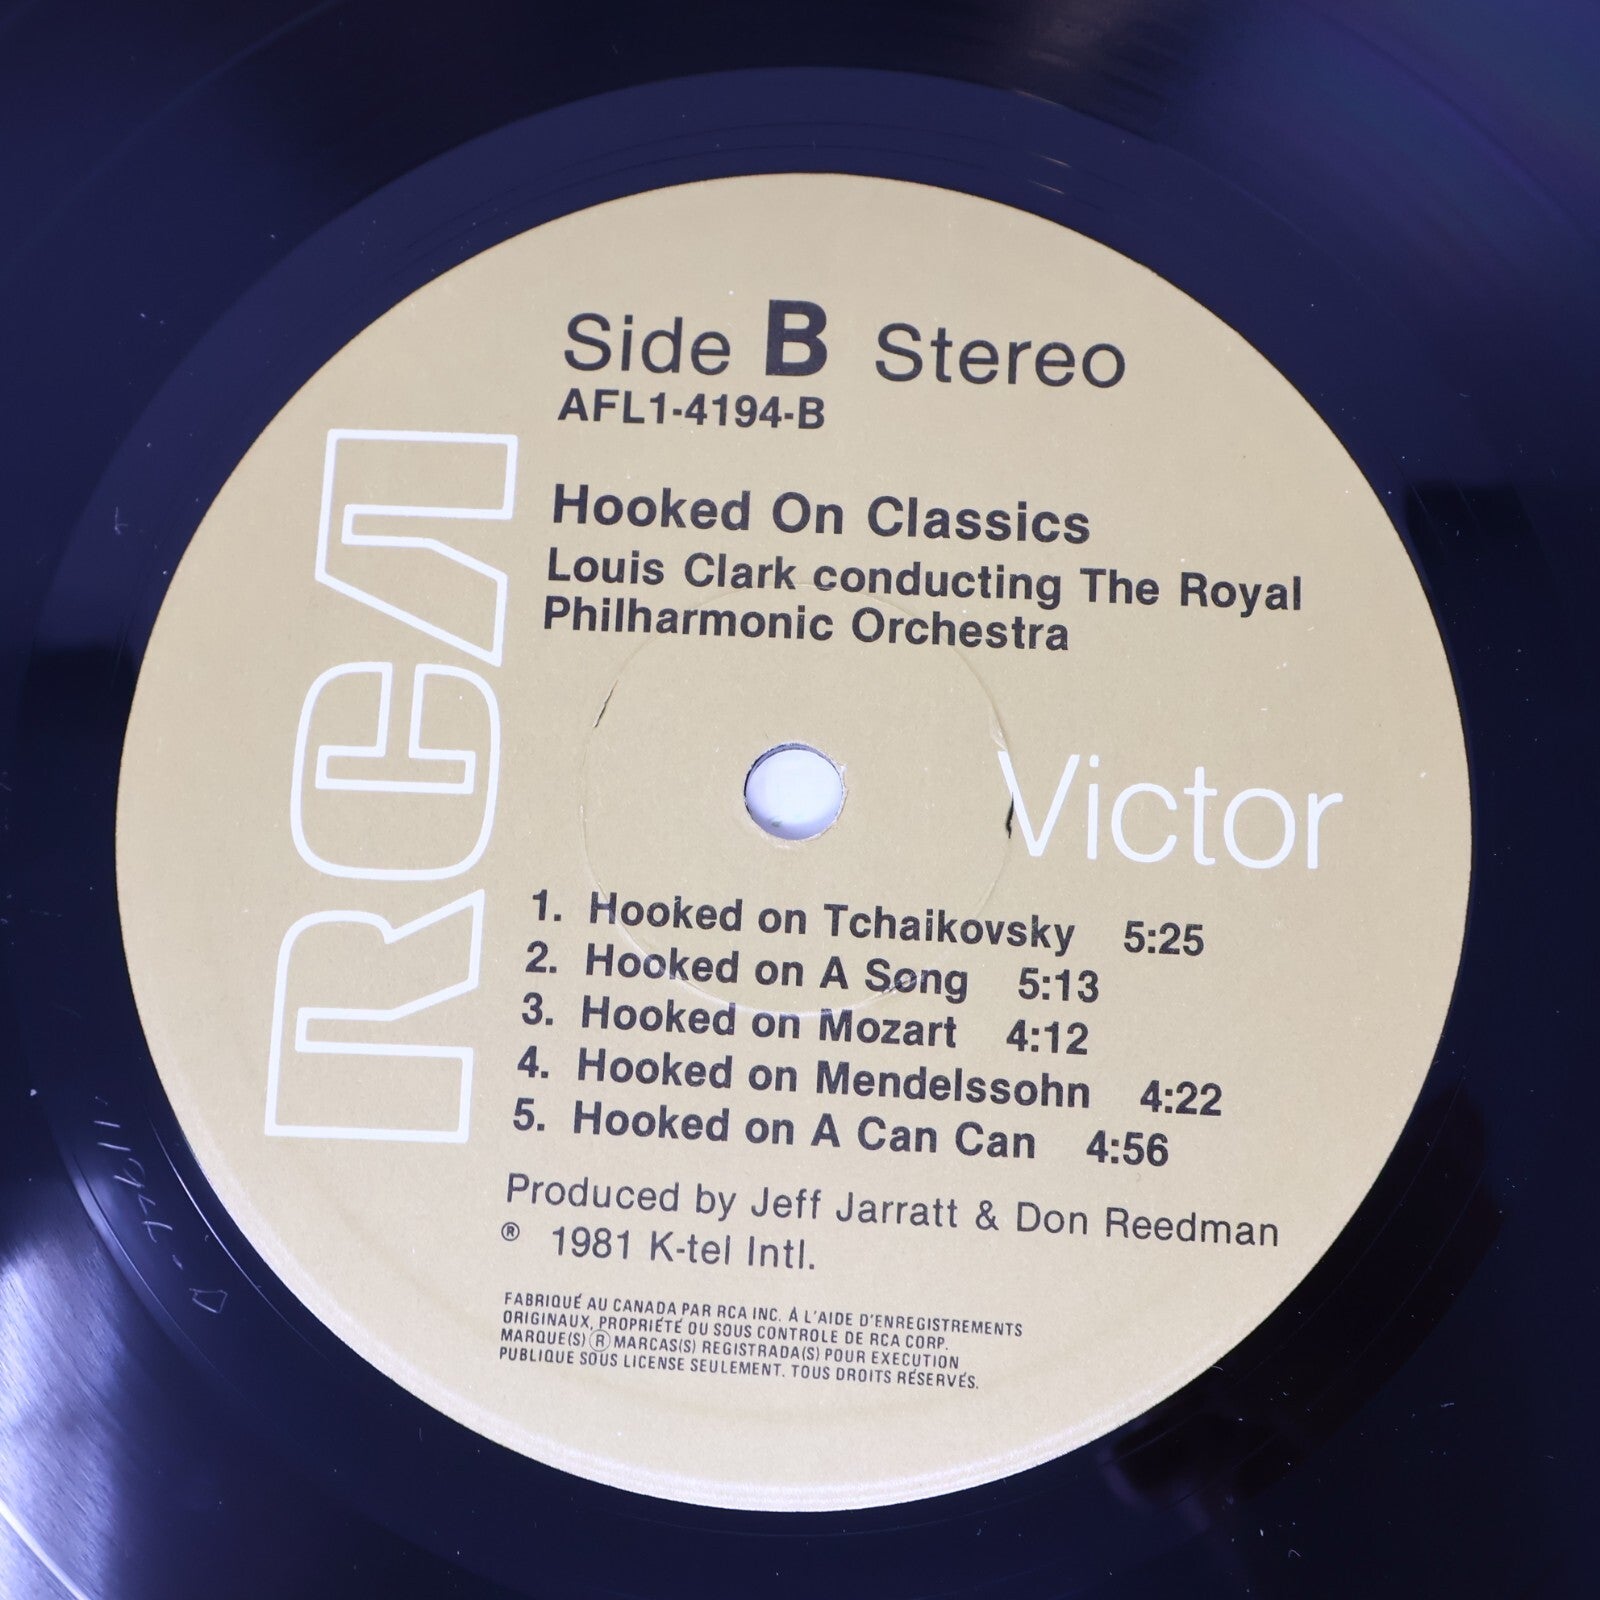 Side B Stereo
AFL1-4194-B
Hooked On Classics
Louis Clark conducting The Royal
Philharmonic Orchestra
RCA
Victor
1. Hooked on Tchaikovsky 5:25
2. Hooked on A Song 5:13
3. Hooked on Mozart 4:12
4. Hooked on Mendelssohn 4:22
5. Hooked on A Can Can 4:56
Produced by Jeff Jarratt & Don Reedman
® 1981 K-tel Intl.
FABRIQUÉ AU CANADA PAR RCA INC. À L'AIDE D'ENREGISTREMENTS
ORIGINAUX, PROPRIÉTÉ OU SOUS CONTROLE DE RCA CORP.
MARQUE(S) ® MARCAS(S) REGISTRADA(S) POUR EXECUTION
PUBLIQUE SOUS LICENSE SEULEMENT. TOUS DROITS RÉSERVÉS.